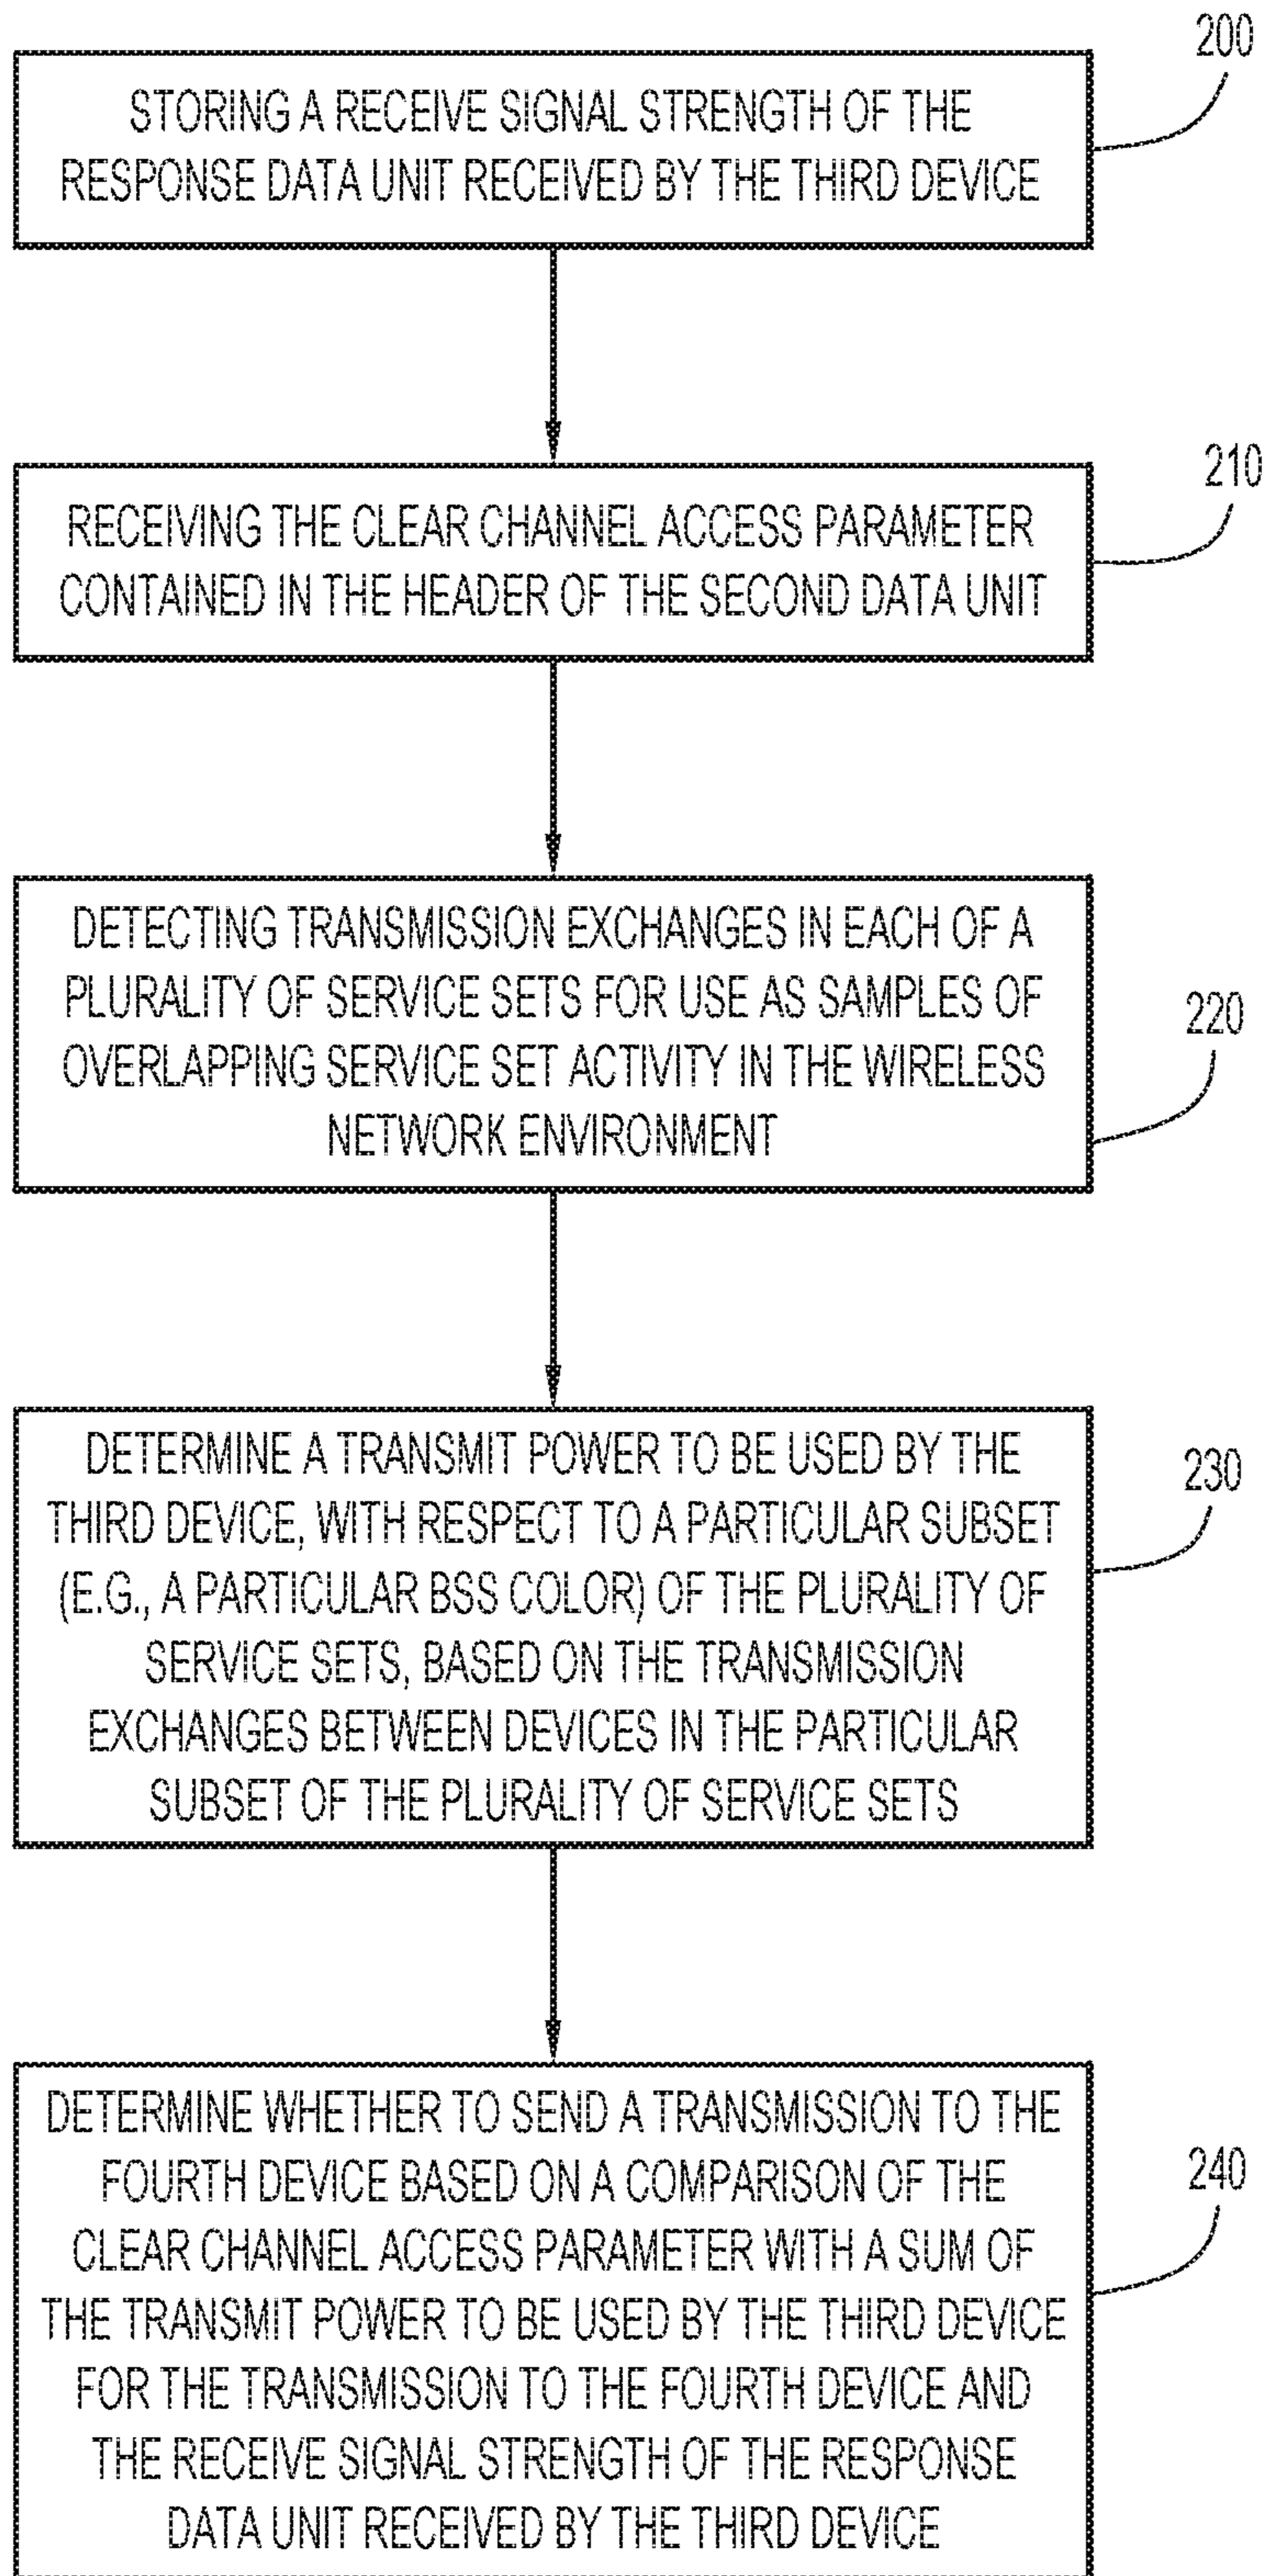 200
STORING A RECEIVE SIGNAL STRENGTH OF THE
RESPONSE DATA UNIT RECEIVED BY THE THIRD DEVICE
210
RECEIVING THE CLEAR CHANNEL ACCESS PARAMETER
CONTAINED IN THE HEADER OF THE SECOND DATA UNIT
DETECTING TRANSMISSION EXCHANGES IN EACH OF A
PLURALITY OF SERVICE SETS FOR USE AS SAMPLES OF
OVERLAPPING SERVICE SET ACTIVITY IN THE WIRELESS
NETWORK ENVIRONMENT
220
DETERMINE A TRANSMIT POWER TO BE USED BY THE
THIRD DEVICE, WITH RESPECT TO A PARTICULAR SUBSET
(E.G., A PARTICULAR BSS COLOR) OF THE PLURALITY OF
SERVICE SETS, BASED ON THE TRANSMISSION
EXCHANGES BETWEEN DEVICES IN THE PARTICULAR
SUBSET OF THE PLURALITY OF SERVICE SETS
230
DETERMINE WHETHER TO SEND A TRANSMISSION TO THE
FOURTH DEVICE BASED ON A COMPARISON OF THE
CLEAR CHANNEL ACCESS PARAMETER WITH A SUM OF
THE TRANSMIT POWER TO BE USED BY THE THIRD DEVICE
FOR THE TRANSMISSION TO THE FOURTH DEVICE AND
THE RECEIVE SIGNAL STRENGTH OF THE RESPONSE
DATA UNIT RECEIVED BY THE THIRD DEVICE
240